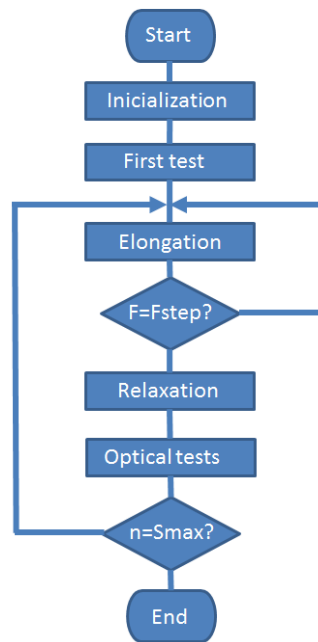 Start
Inicialization
First test
Elongation
F=Fstep?
Relaxation
Optical tests
n=Smax?
End